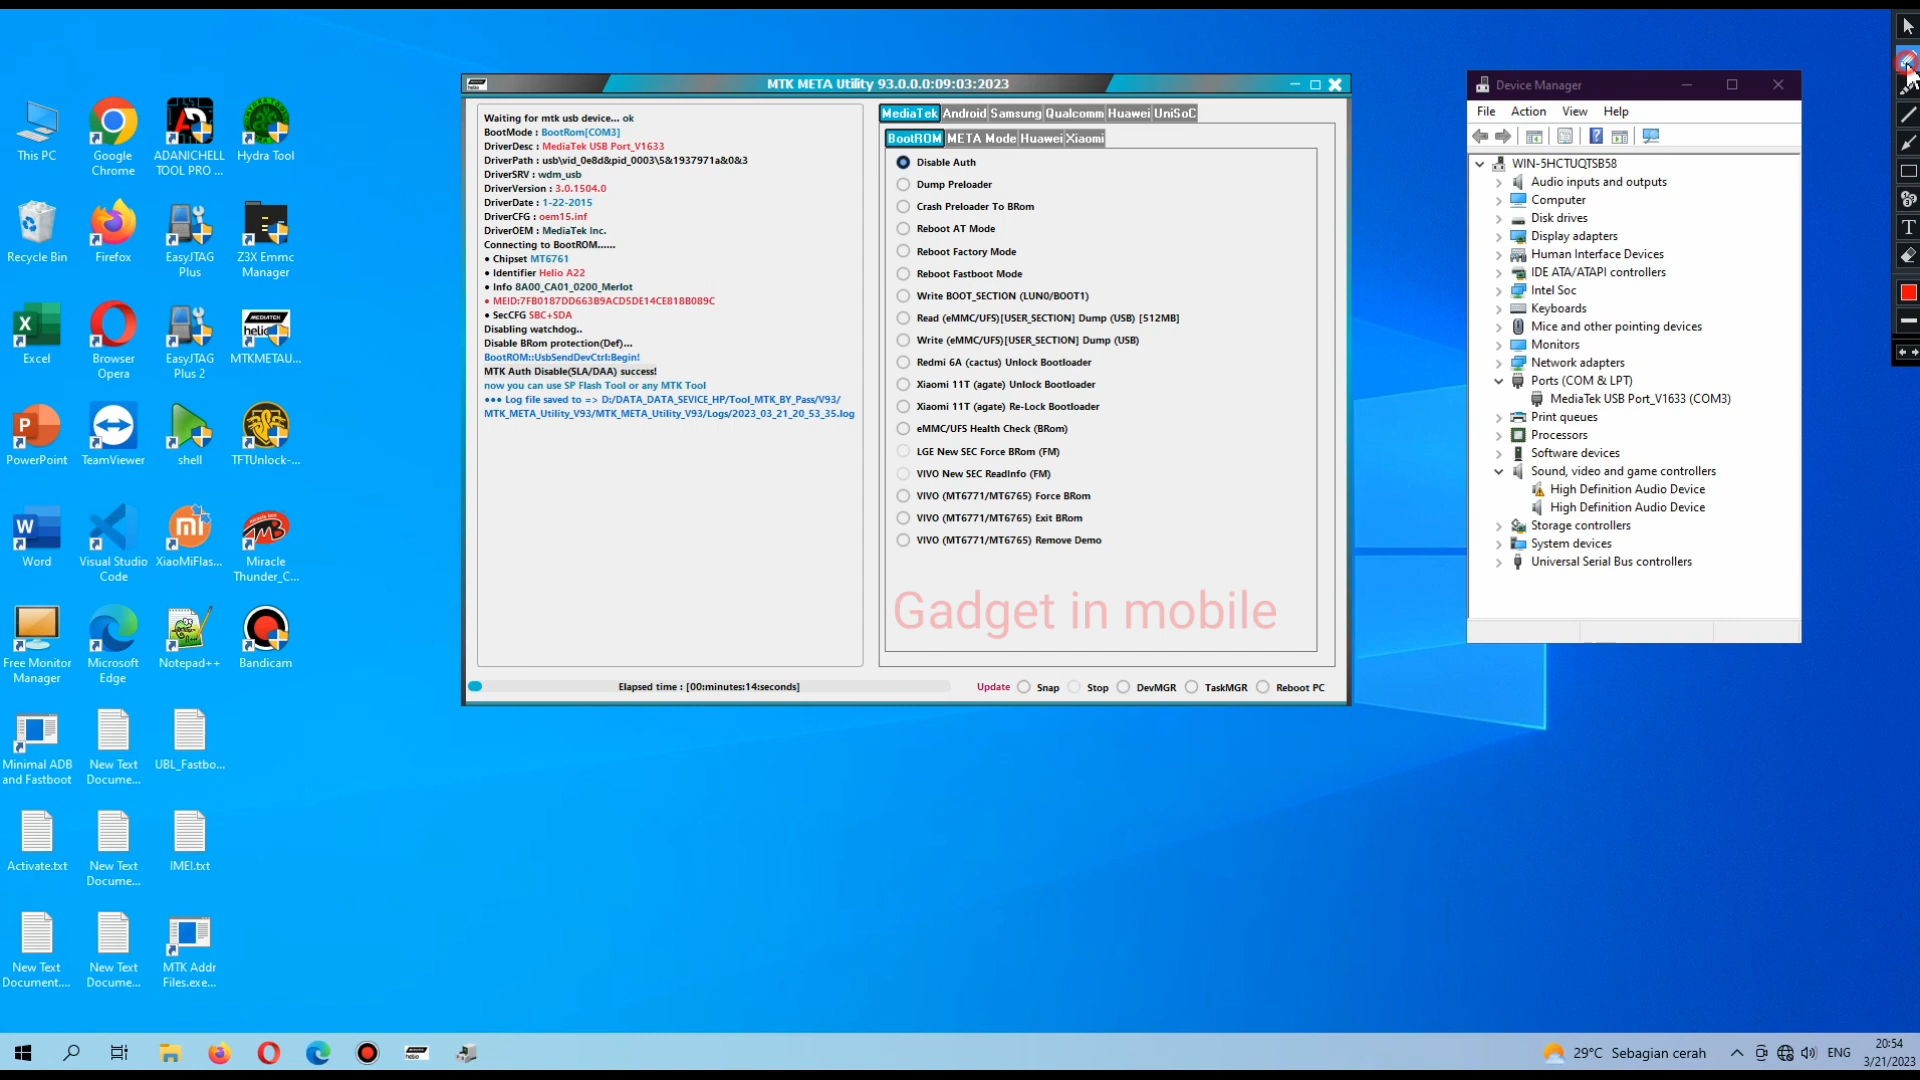 This PC
Google
Chrome
ADANICHELL
TOOL PRO ...
Hydra Tool
Recycle Bin
Firefox
EasyJTAG
Plus
Z3X Emmc
Manager
Excel
Browser
Opera
EasyJTAG
Plus 2
MTKMETAU...
PowerPoint
TeamViewer
shell
TFTUnlock-...
Word
Visual Studio
Code
XiaoMiFlas...
Miracle
Thunder_C...
Free Monitor
Manager
Microsoft
Edge
Notepad++
Bandicam
Minimal ADB
and Fastboot
New Text
Docume...
UBL_Fastbo...
Activate.txt
New Text
Docume...
IMEI.txt
New Text
Document....
New Text
Docume...
MTK Addr
Files.exe...
MTK META Utility 93.0.0.0:09:03:2023
Waiting for mtk usb device... ok
BootMode : BootRom[COM3]
DriverDesc : MediaTek USB Port_V1633
DriverPath : usb\vid_0e8d&pid_0003\5&1937971a&0&3
DriverSRV : wdm_usb
DriverVersion : 3.0.1504.0
DriverDate : 1-22-2015
DriverCFG : oem15.inf
DriverOEM : MediaTek Inc.
Connecting to BootROM......
• Chipset MT6761
• Identifier Helio A22
• Info 8A00_CA01_0200_Merlot
• MEID:7FB0187DD663B9ACD5DE14CE818B089C
• SecCFG SBC+SDA
Disabling watchdog..
Disable BRom protection(Def)...
BootROM::UsbSendDevCtrl:Begin!
MTK Auth Disable(SLA/DAA) success!
now you can use SP Flash Tool or any MTK Tool
••• Log file saved to => D:/DATA_DATA_SEVICE_HP/Tool_MTK_BY_Pass/V93/
MTK_META_Utility_V93/MTK_META_Utility_V93/Logs/2023_03_21_20_53_35.log
MediaTek Android Samsung Qualcomm Huawei UniSoC
BootROM META Mode Huawei Xiaomi
Disable Auth
Dump Preloader
Crash Preloader To BRom
Reboot AT Mode
Reboot Factory Mode
Reboot Fastboot Mode
Write BOOT_SECTION (LUN0/BOOT1)
Read (eMMC/UFS)[USER_SECTION] Dump (USB) [512MB]
Write (eMMC/UFS)[USER_SECTION] Dump (USB)
Redmi 6A (cactus) Unlock Bootloader
Xiaomi 11T (agate) Unlock Bootloader
Xiaomi 11T (agate) Re-Lock Bootloader
eMMC/UFS Health Check (BRom)
LGE New SEC Force BRom (FM)
VIVO New SEC ReadInfo (FM)
VIVO (MT6771/MT6765) Force BRom
VIVO (MT6771/MT6765) Exit BRom
VIVO (MT6771/MT6765) Remove Demo
Gadget in mobile
Elapsed time : [00:minutes:14:seconds]
Update Snap Stop DevMGR TaskMGR Reboot PC
Device Manager
File Action View Help
WIN-5HCTUQTSB58
Audio inputs and outputs
Computer
Disk drives
Display adapters
Human Interface Devices
IDE ATA/ATAPI controllers
Intel Soc
Keyboards
Mice and other pointing devices
Monitors
Network adapters
Ports (COM & LPT)
MediaTek USB Port_V1633 (COM3)
Print queues
Processors
Software devices
Sound, video and game controllers
High Definition Audio Device
High Definition Audio Device
Storage controllers
System devices
Universal Serial Bus controllers
29°C Sebagian cerah
ENG
20:54
3/21/2023